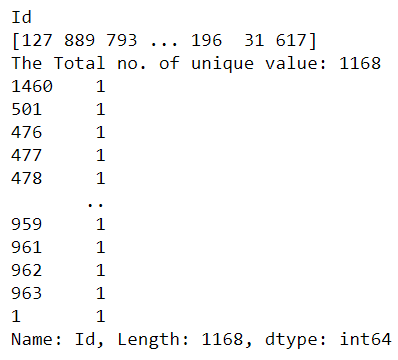 Id
[127 889 793 ... 196  31 617]
The Total no. of unique value: 1168
1460    1
501     1
476     1
477     1
478     1
       ..
959     1
961     1
962     1
963     1
1       1
Name: Id, Length: 1168, dtype: int64